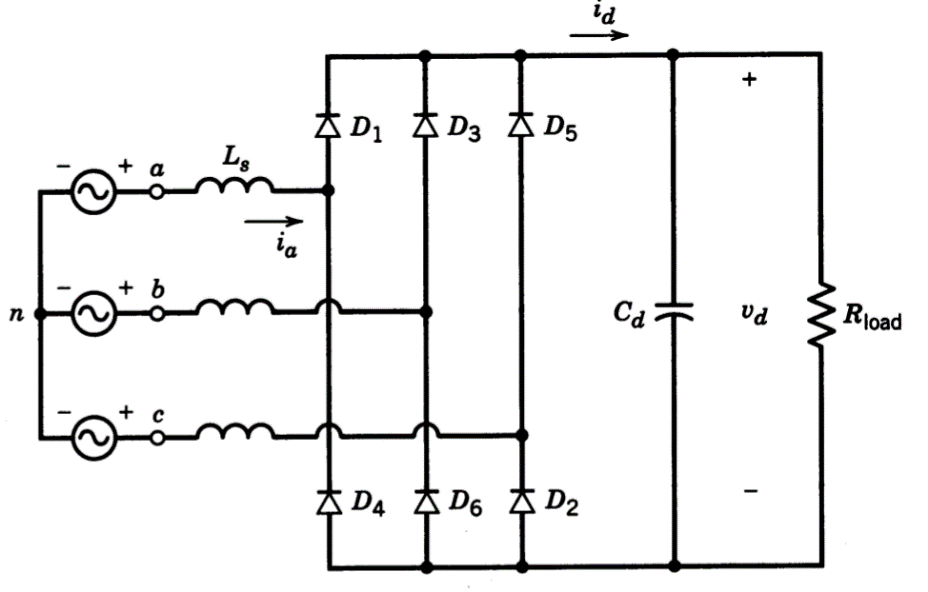 i_d
+
D_1 D_3 D_5
- + a L_s
i_a
- + b
n C_d v_d R_load
- + c
D_4 D_6 D_2 -